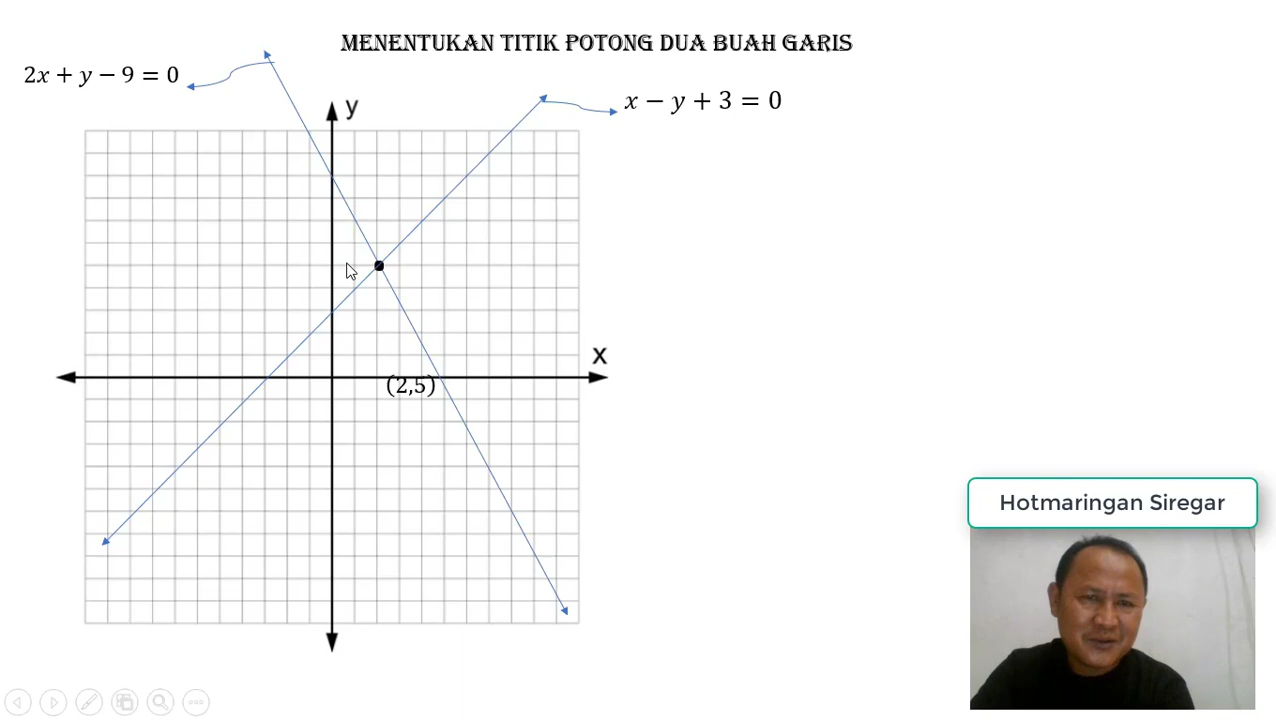 MENENTUKAN TITIK POTONG DUA BUAH GARIS
2x + y − 9 = 0
x − y + 3 = 0
y
x
(2,5)
Hotmaringan Siregar